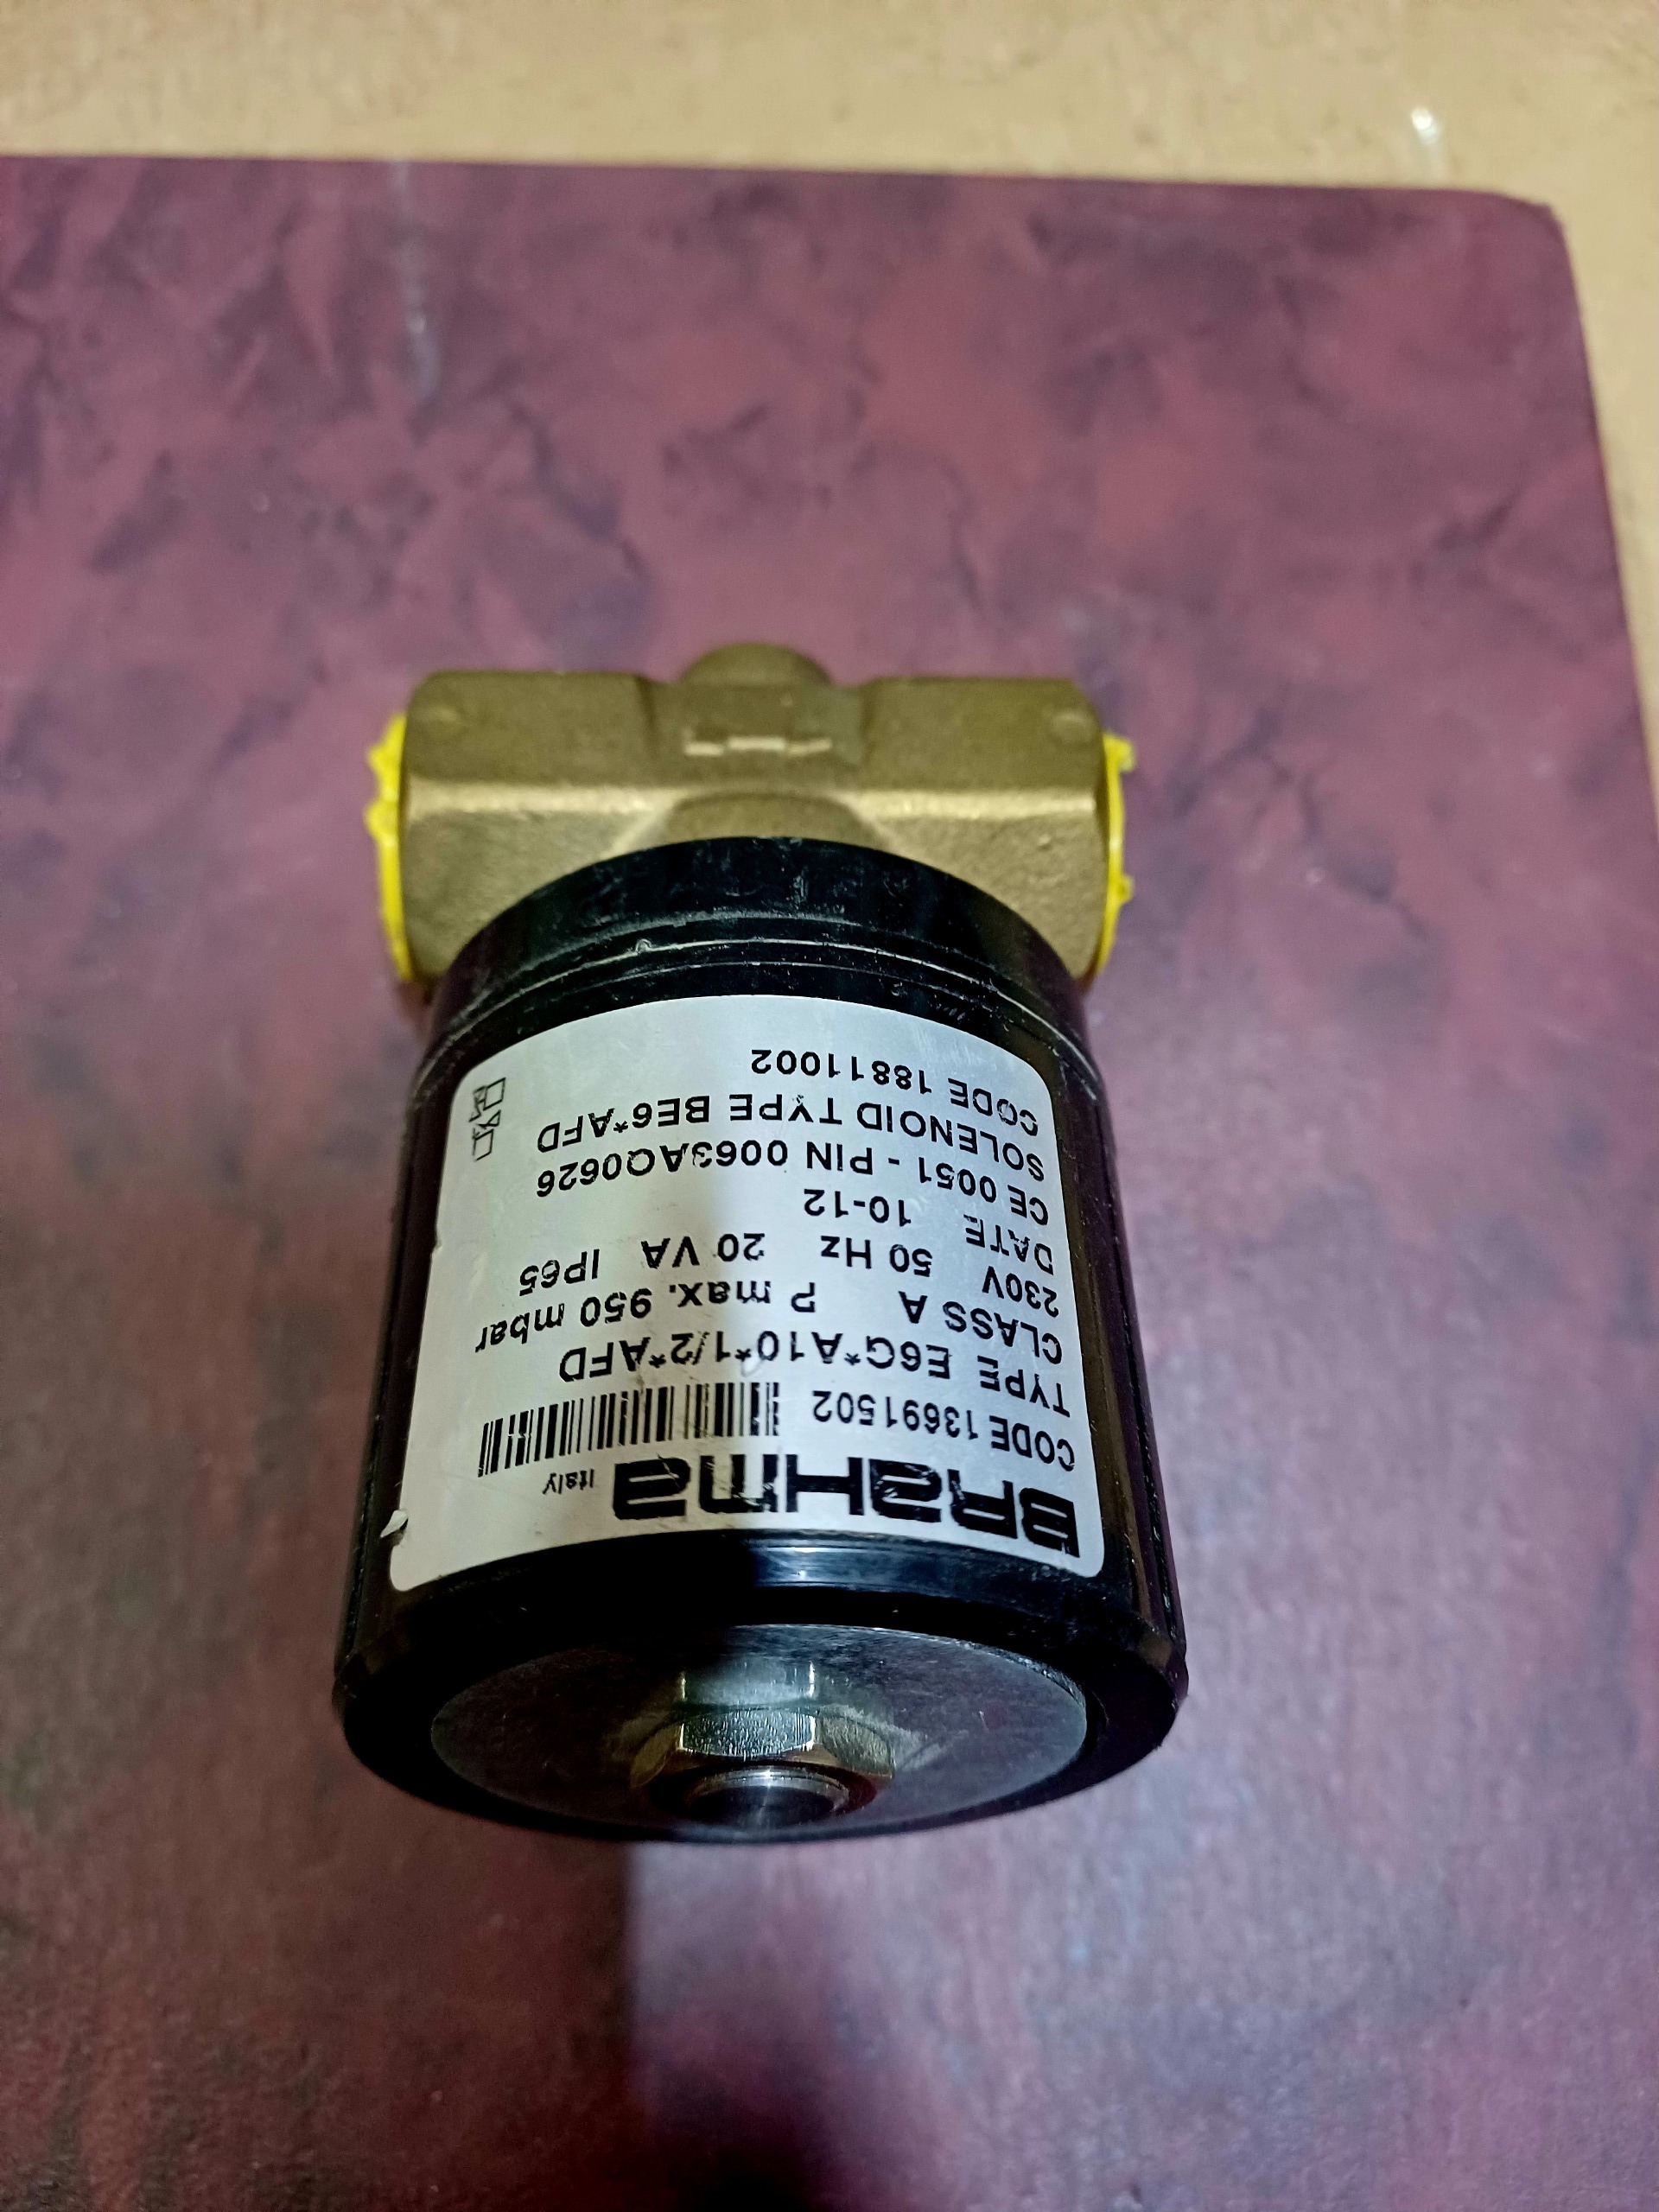 BRaHma Italy
CODE 13691502
TYPE E6G*A10*1/2*AFD
CLASS A P max. 950 mbar
230V 50 Hz 20 VA IP65
DATE 10-12
CE 0051 - PIN 0063AQ0626
SOLENOID TYPE BE6*AFD
CODE 18811002